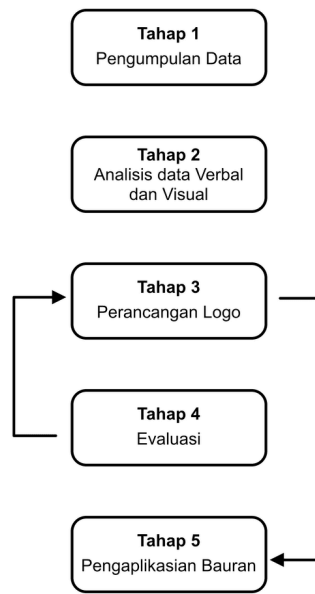 Tahap 1
Pengumpulan Data
Tahap 2
Analisis data Verbal
dan Visual
Tahap 3
Perancangan Logo
Tahap 4
Evaluasi
Tahap 5
Pengaplikasian Bauran